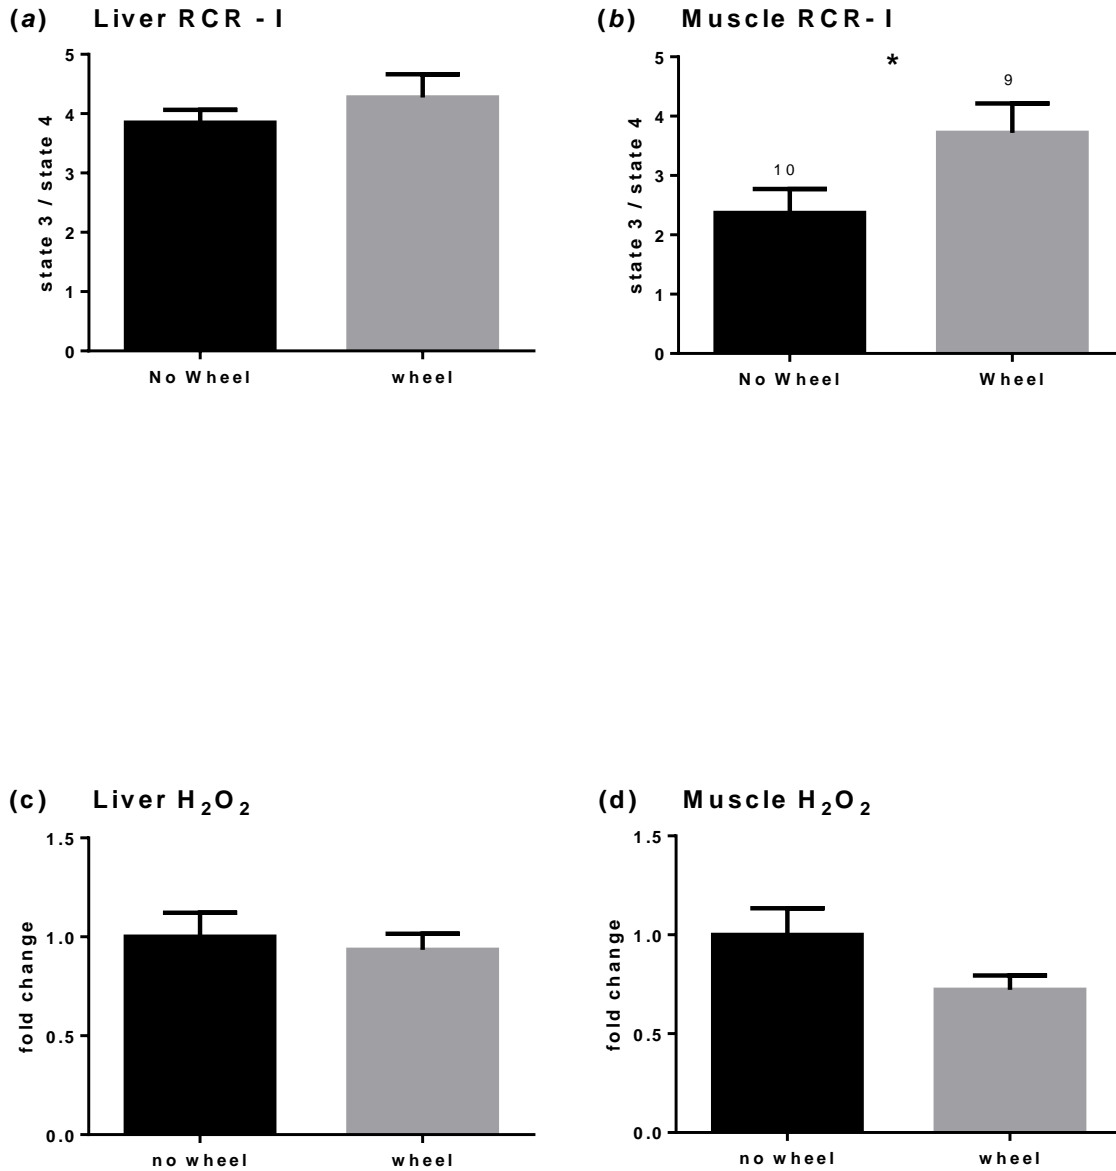 (a) Liver RCR - I
5
4
3
2
1
0
state 3 / state 4
No Wheel wheel
(b) Muscle RCR- I
*
5
4
3
2
1
0
state 3 / state 4
10
9
No Wheel Wheel
(c) Liver H₂O₂
1.5
1.0
0.5
0.0
fold change
no wheel wheel
(d) Muscle H₂O₂
1.5
1.0
0.5
0.0
fold change
no wheel wheel